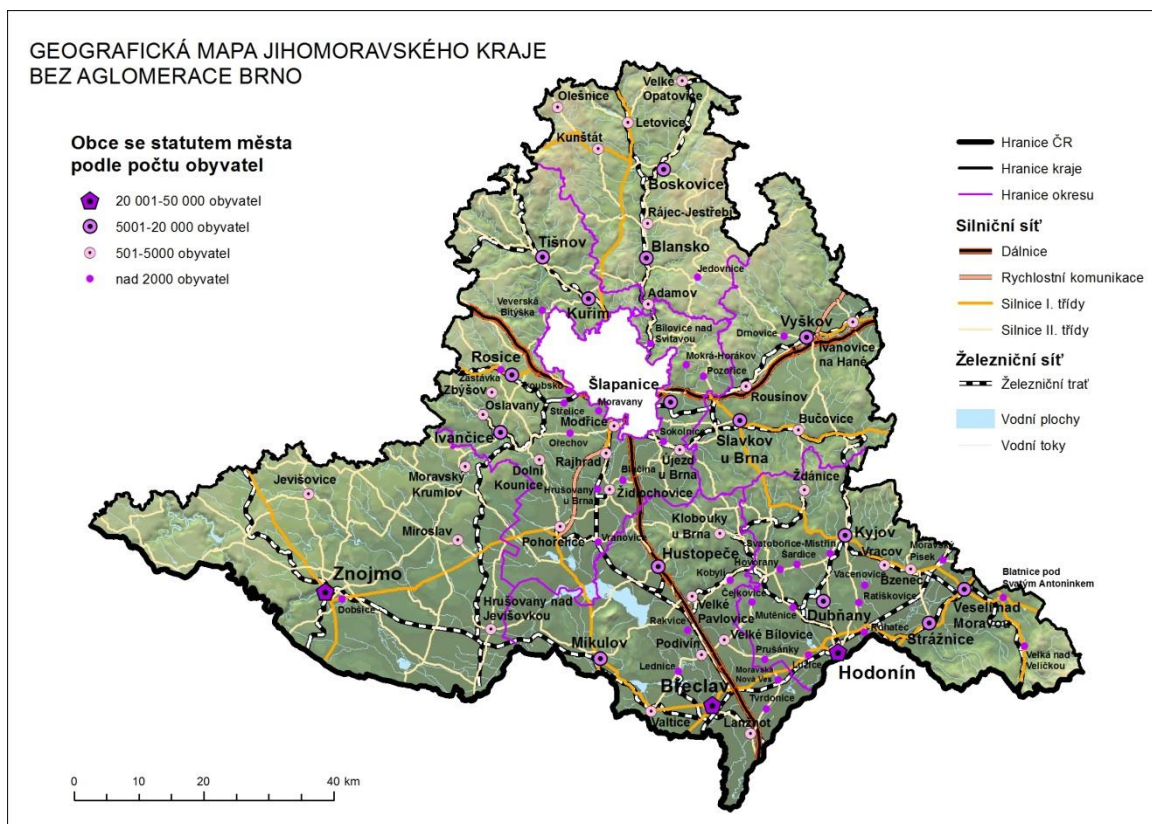 GEOGRAFICKÁ MAPA JIHOMORAVSKÉHO KRAJE
BEZ AGLOMERACE BRNO
Obce se statutem města
podle počtu obyvatel
20 001-50 000 obyvatel
5001-20 000 obyvatel
501-5000 obyvatel
nad 2000 obyvatel
Hranice ČR
Hranice kraje
Hranice okresu
Silniční síť
Dálnice
Rychlostní komunikace
Silnice I. třídy
Silnice II. třídy
Železniční síť
Železniční trať
Vodní plochy
Vodní toky
Velké
Opatovice
Olešnice
Letovice
Kunštát
Boskovice
Rájec-Jestřebí
Tišnov
Blansko
Jedovnice
Adamov
Veverská
Bítýška
Kuřim
Bílovice nad
Svitavou
Drnovice
Vyškov
Ivanovice
na Hané
Mokrá-Horákov
Pozořice
Rosice
Zastávka
Zbýšov
Šlapanice
Moravany
Rousínov
Oslavany
Střelice
Modřice
Bučovice
Ivančice
Ořechov
Sokolnice
Slavkov
u Brna
Rajhrad
Újezd
u Brna
Moravský
Krumlov
Dolní
Kounice
Blučina
Ždánice
Jevišovice
Hrušovany
u Brna
Židlochovice
Miroslav
Klobouky
u Brna
Kyjov
Pohořelice
Vranovice
Svatobořice-Mistřín
Šardice
Vracov
Moravský
Písek
Hustopeče
Hovorany
Bzenec
Blatnice pod
Svatým Antonínkem
Znojmo
Kobylí
Vacenovice
Čejkovice
Ratíškovice
Dobšice
Velké
Pavlovice
Mutěnice
Dubňany
Veselí nad
Moravou
Hrušovany nad
Jevišovkou
Rakvice
Rohatec
Strážnice
Mikulov
Podivín
Velké Bílovice
Prušánky
Lužice
Velká nad
Veličkou
Lednice
Moravská
Nová Ves
Hodonín
Břeclav
Tvrdonice
Valtice
Lanžhot
0 10 20 40 km